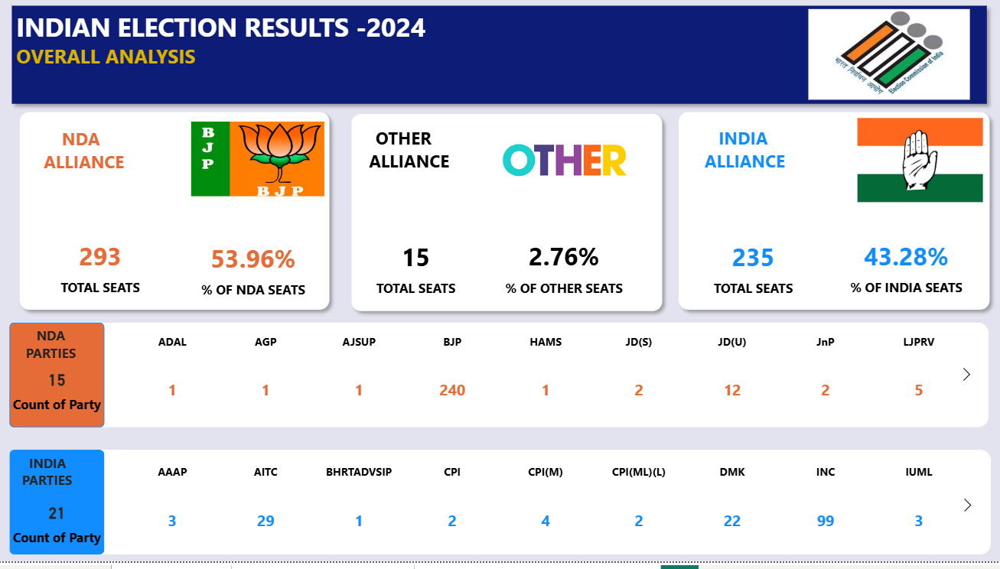 INDIAN ELECTION RESULTS -2024
OVERALL ANALYSIS
भारत निर्वाचन आयोग
Election Commission of India
NDA
ALLIANCE
B
J
P
B J P
293
TOTAL SEATS
53.96%
% OF NDA SEATS
OTHER
ALLIANCE
OTHER
15
TOTAL SEATS
2.76%
% OF OTHER SEATS
INDIA
ALLIANCE
235
TOTAL SEATS
43.28%
% OF INDIA SEATS
NDA
PARTIES
15
Count of Party
ADAL AGP AJSUP BJP HAMS JD(S) JD(U) JnP LJPRV
1 1 1 240 1 2 12 2 5
INDIA
PARTIES
21
Count of Party
AAAP AITC BHRTADVSIP CPI CPI(M) CPI(ML)(L) DMK INC IUML
3 29 1 2 4 2 22 99 3